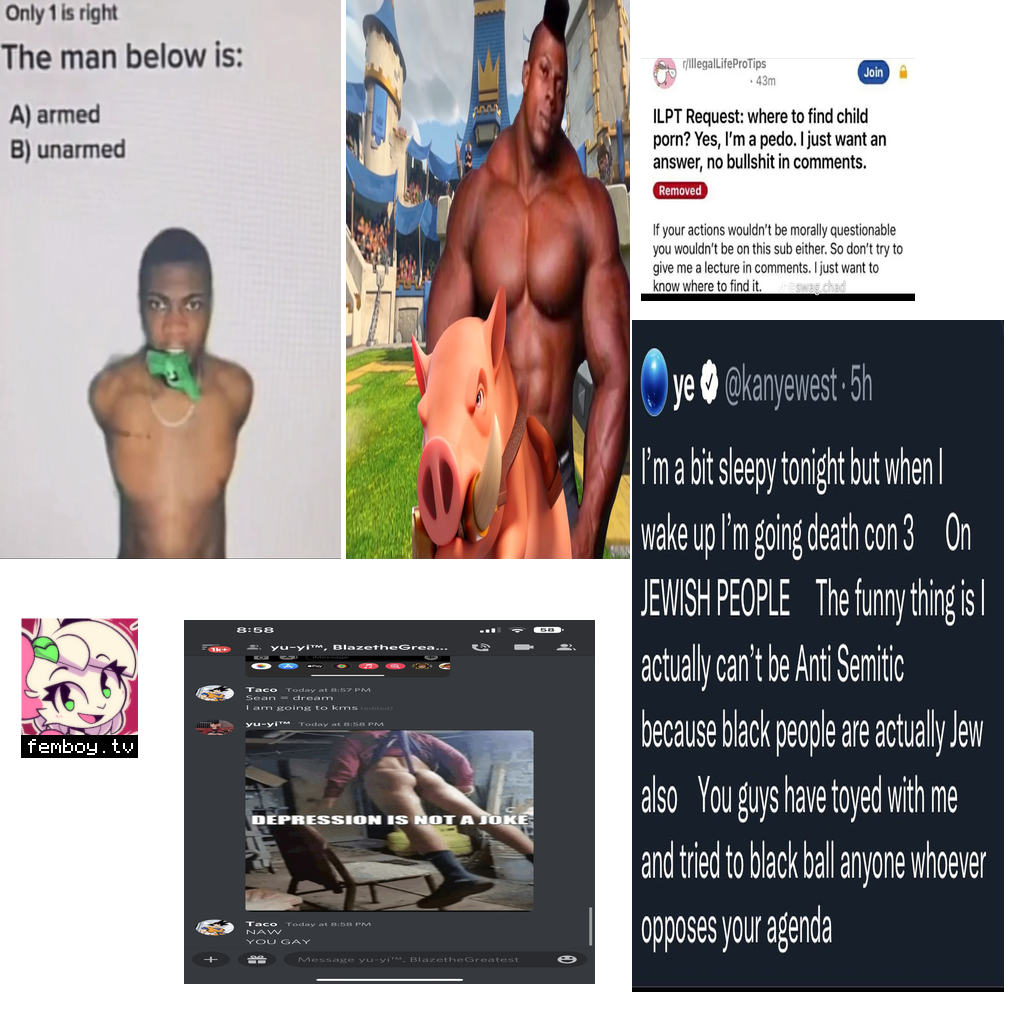 Only 1 is right
The man below is:
A) armed
B) unarmed
r/IllegalLifeProTips
· 43m
Join
ILPT Request: where to find child
porn? Yes, I'm a pedo. I just want an
answer, no bullshit in comments.
Removed
If your actions wouldn't be morally questionable
you wouldn't be on this sub either. So don't try to
give me a lecture in comments. I just want to
know where to find it.
@swag.chad
ye @kanyewest · 5h
I'm a bit sleepy tonight but when I
wake up I'm going death con 3 On
JEWISH PEOPLE The funny thing is I
actually can't be Anti Semitic
because black people are actually Jew
also You guys have toyed with me
and tried to black ball anyone whoever
opposes your agenda
femboy.tv
8:58
58
1k+
yu-yi™, BlazetheGrea...
Taco Today at 8:57 PM
Sean = dream
I am going to kms (edited)
yu-yi™ Today at 8:58 PM
DEPRESSION IS NOT A JOKE
Taco Today at 8:58 PM
NAW
YOU GAY
Message yu-yi™, BlazetheGreatest